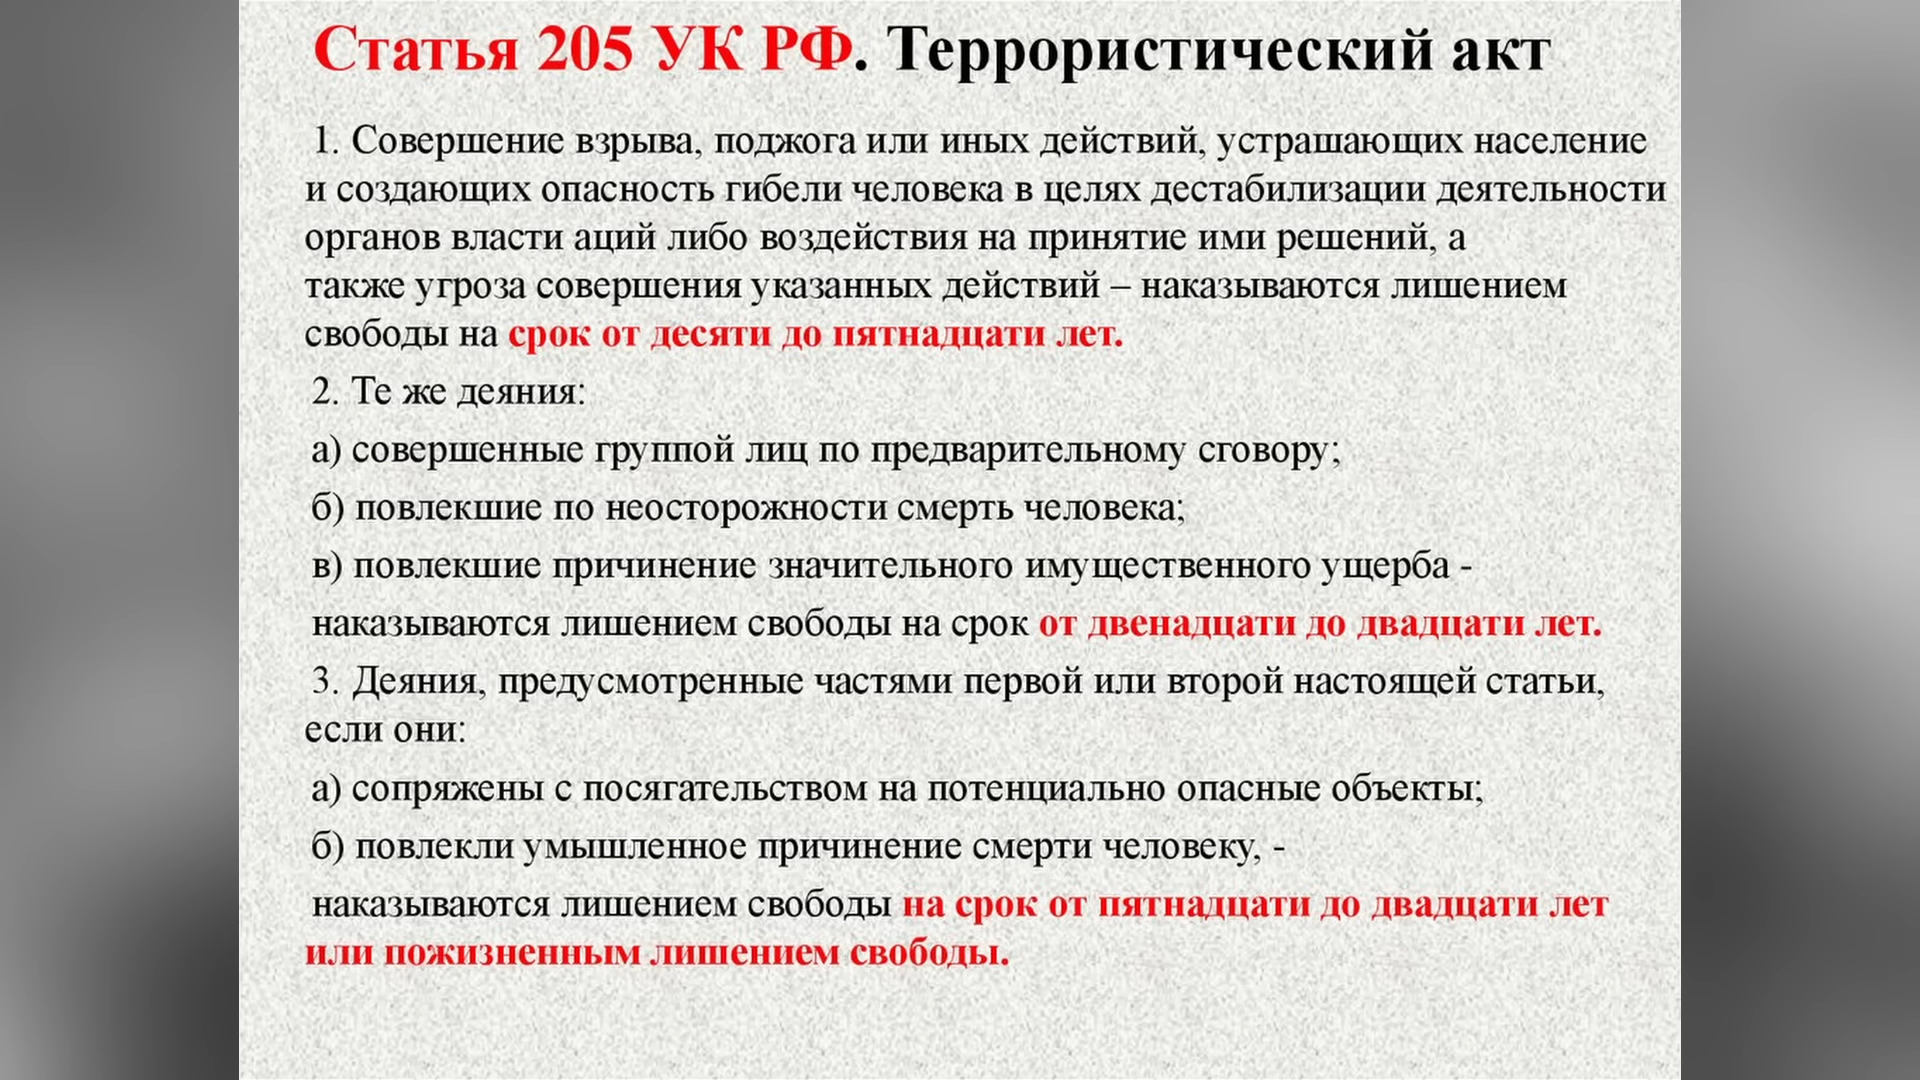 Статья 205 УК РФ. Террористический акт
1. Совершение взрыва, поджога или иных действий, устрашающих население
и создающих опасность гибели человека в целях дестабилизации деятельности
органов власти аций либо воздействия на принятие ими решений, а
также угроза совершения указанных действий – наказываются лишением
свободы на срок от десяти до пятнадцати лет.
2. Те же деяния:
а) совершенные группой лиц по предварительному сговору;
б) повлекшие по неосторожности смерть человека;
в) повлекшие причинение значительного имущественного ущерба -
наказываются лишением свободы на срок от двенадцати до двадцати лет.
3. Деяния, предусмотренные частями первой или второй настоящей статьи,
если они:
а) сопряжены с посягательством на потенциально опасные объекты;
б) повлекли умышленное причинение смерти человеку, -
наказываются лишением свободы на срок от пятнадцати до двадцати лет
или пожизненным лишением свободы.